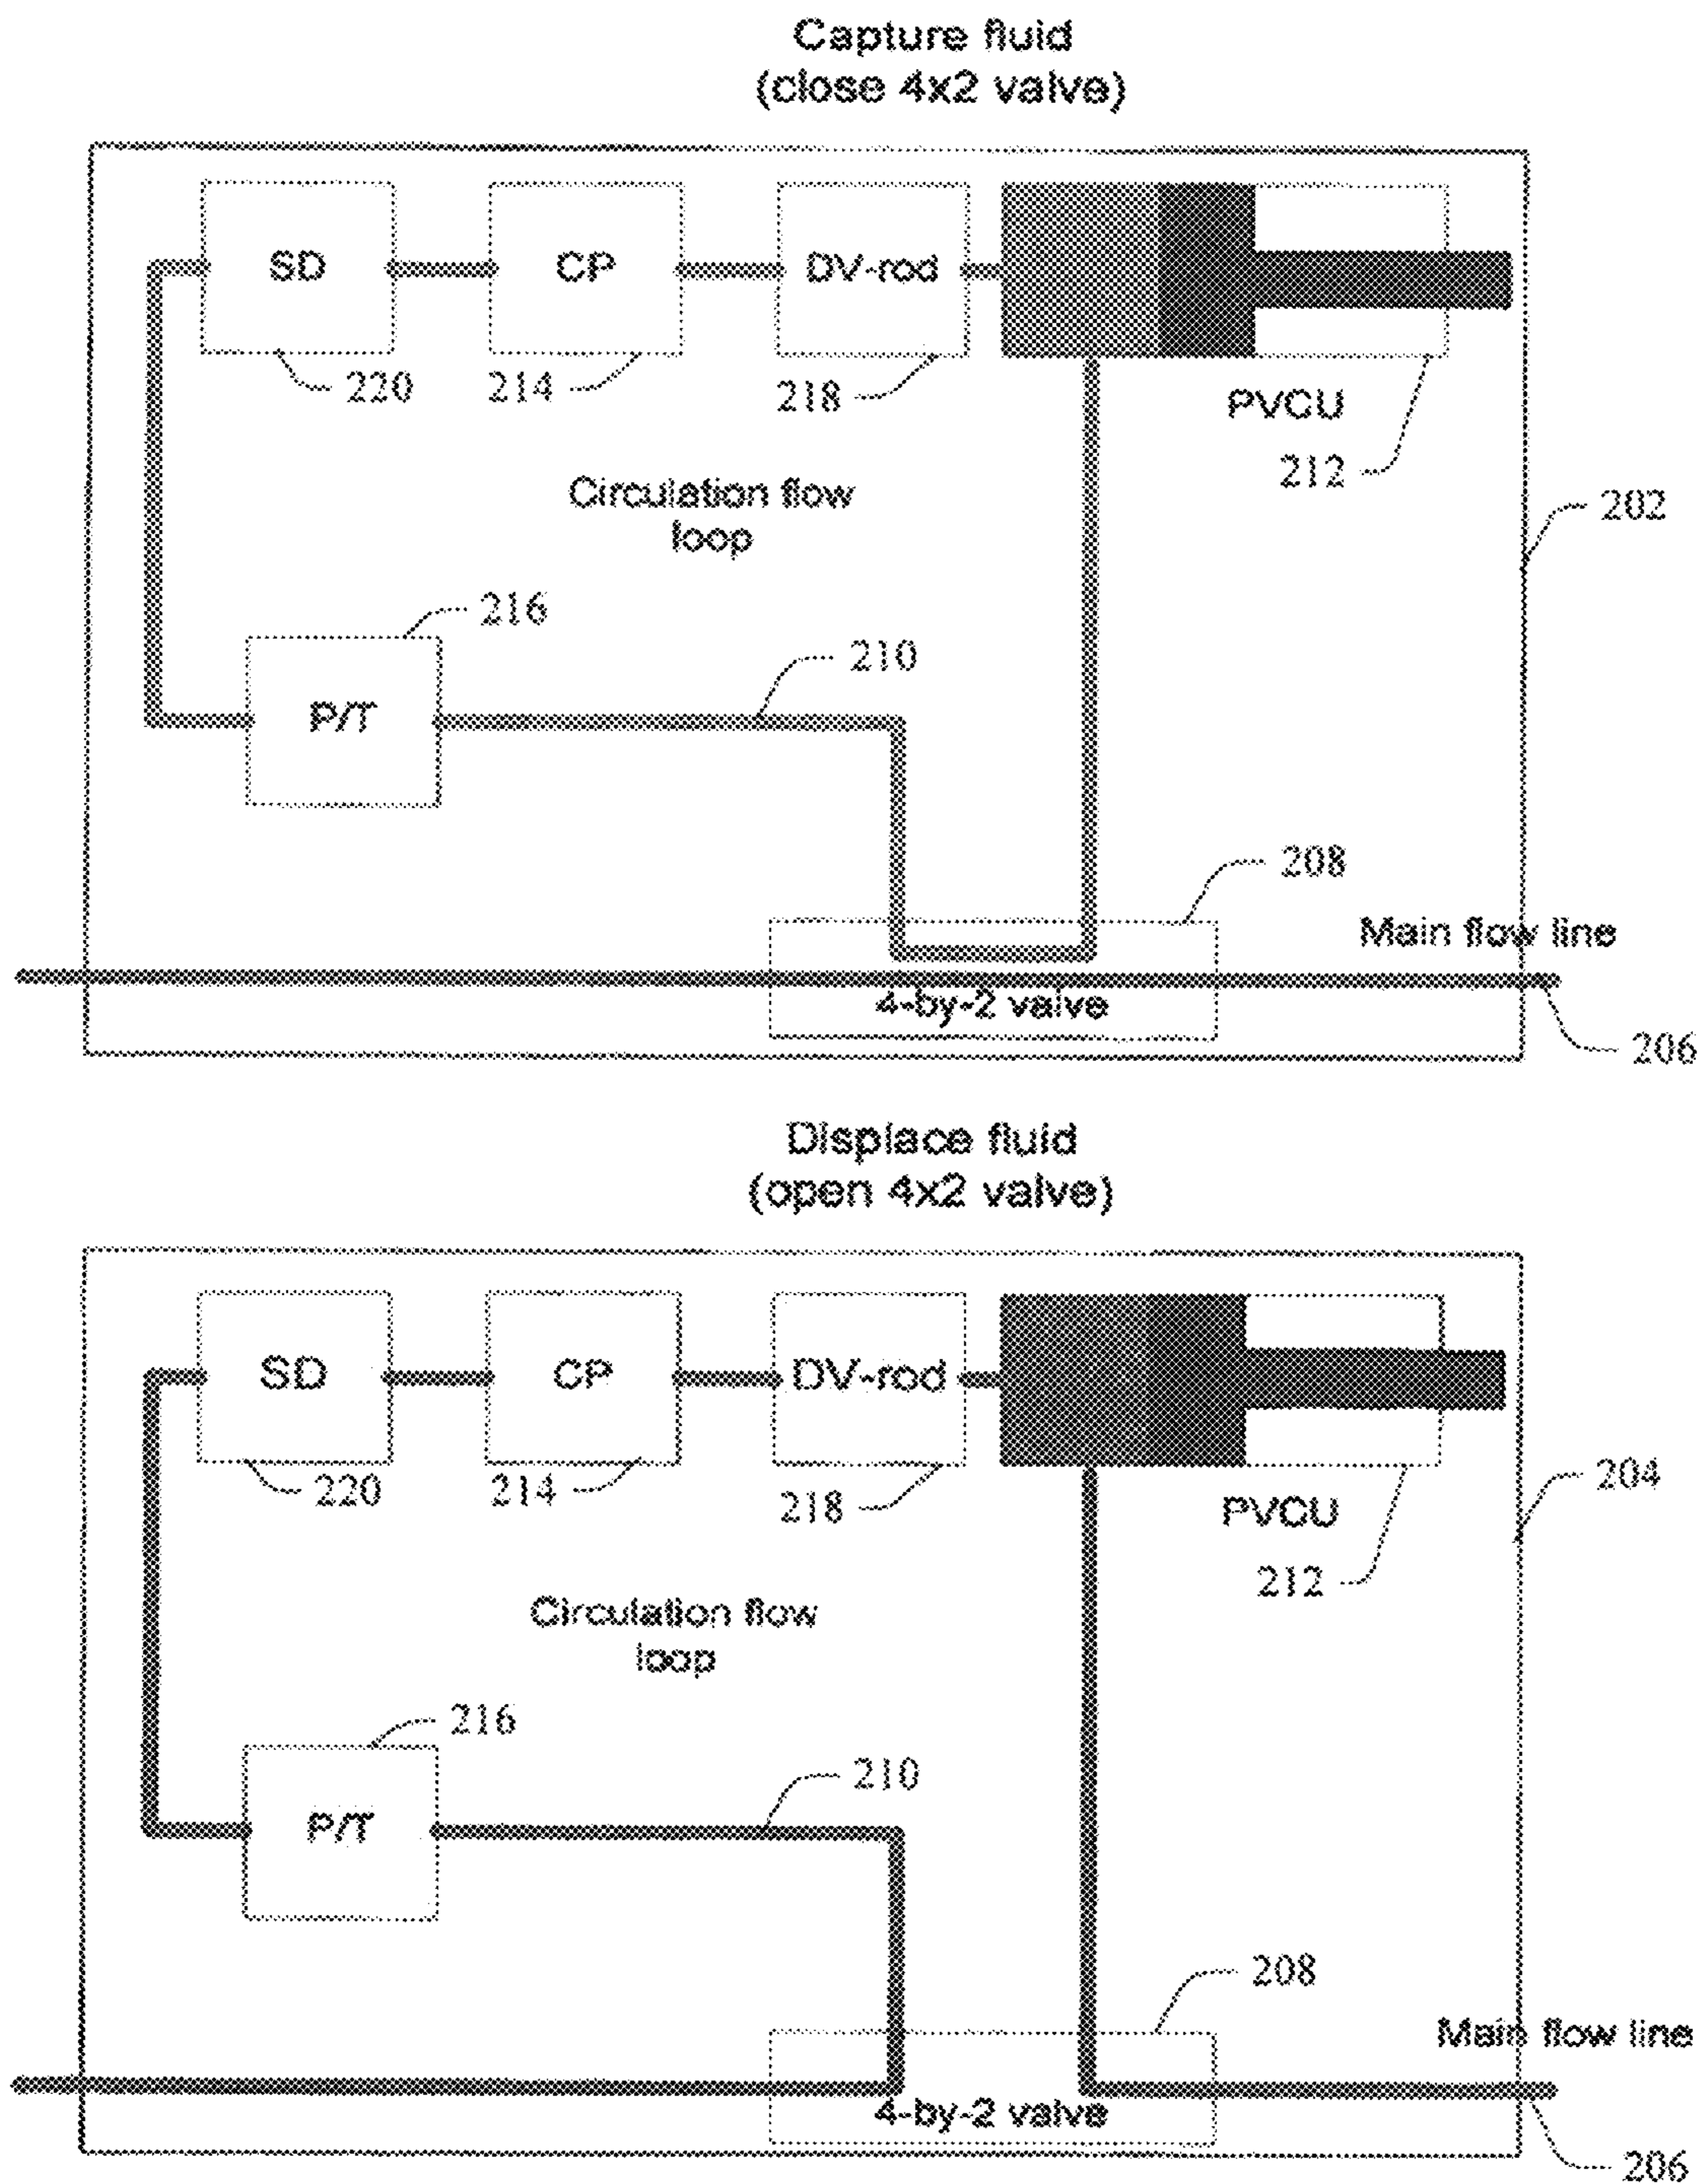 Capture fluid
(close 4x2 valve)
SD
CP
DV-rod
220
214
218
PVCU
212
Circulation flow
loop
202
216
210
P/T
208
Main flow line
4-by-2 valve
206
Displace fluid
(open 4x2 valve)
SD
CP
DV-rod
220
214
218
PVCU
204
212
Circulation flow
loop
216
210
P/T
208
Main flow line
4-by-2 valve
206